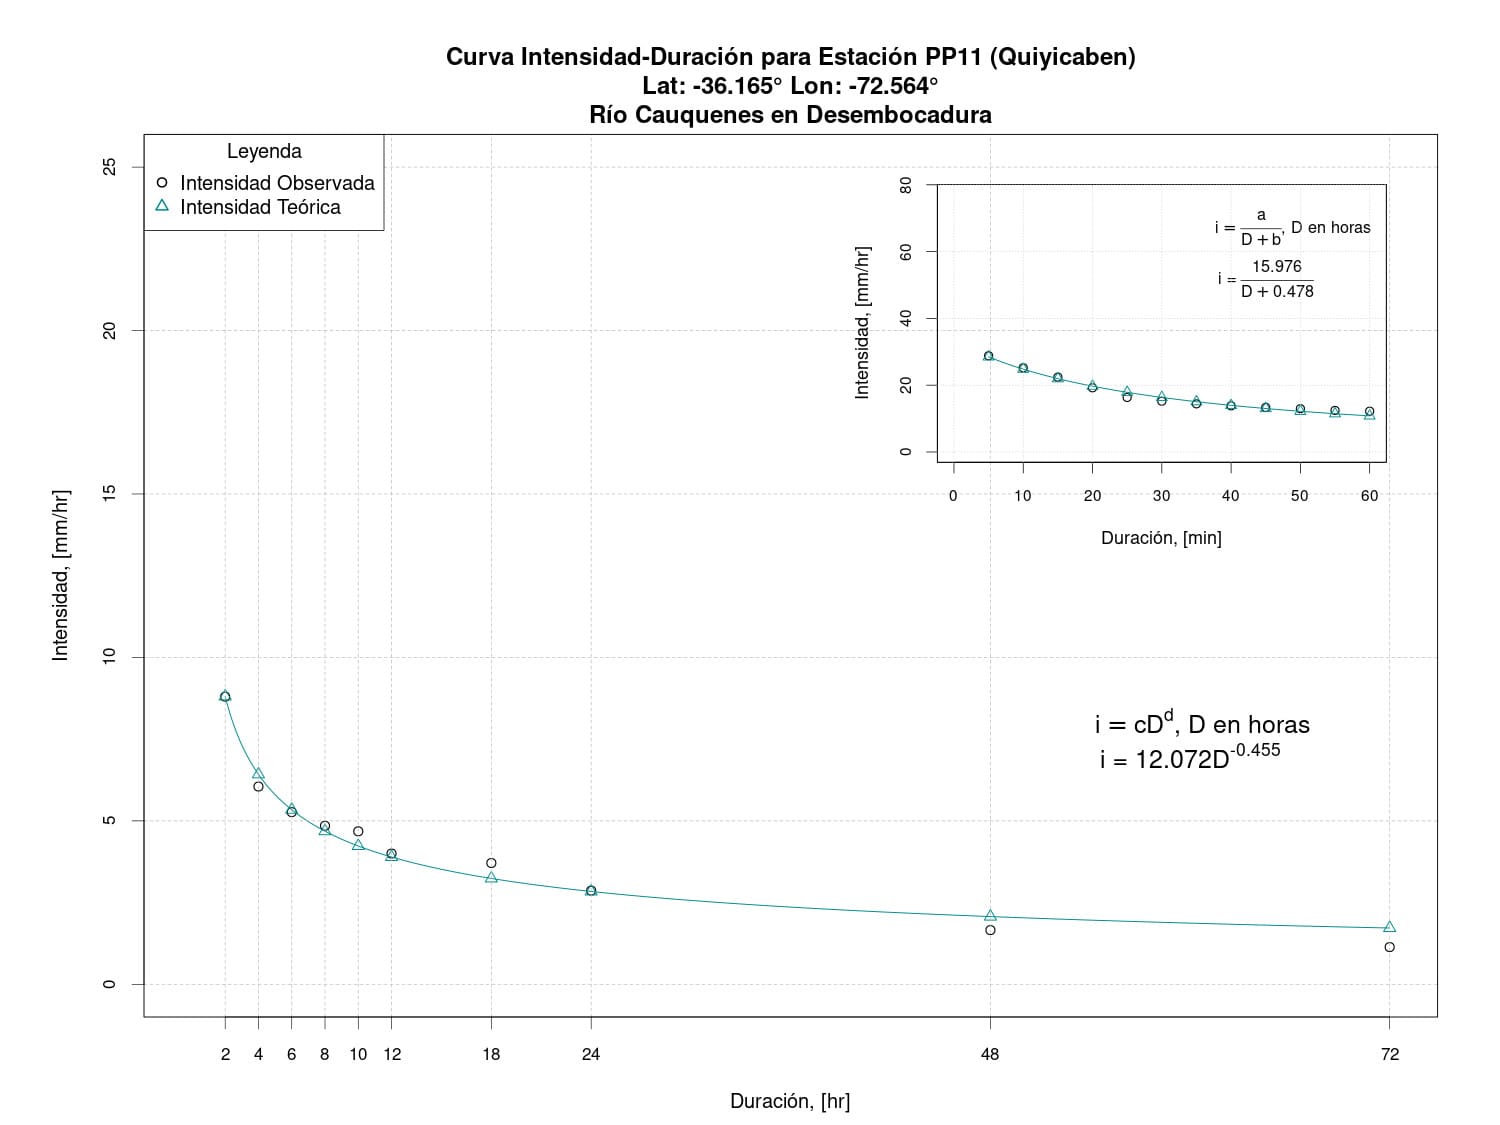 Curva Intensidad-Duración para Estación PP11 (Quiyicaben)
Lat: -36.165° Lon: -72.564°
Río Cauquenes en Desembocadura
Leyenda
Intensidad Observada
Intensidad Teórica
Intensidad, [mm/hr]
25
20
15
10
5
0
2 4 6 8 10 12 18 24 48 72
Duración, [hr]
Intensidad, [mm/hr]
80
60
40
20
0
0 10 20 30 40 50 60
Duración, [min]
i = a / (D + b), D en horas
i = 15.976 / (D + 0.478)
i = cD^d, D en horas
i = 12.072D^-0.455